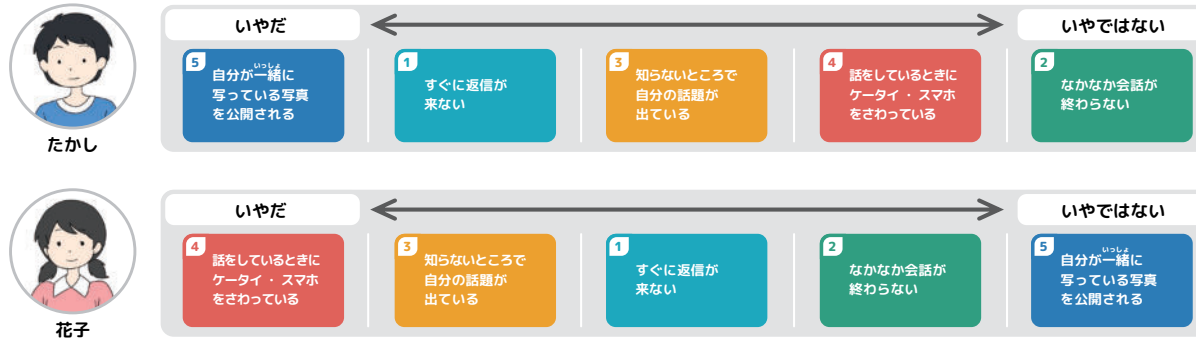 いやだ
いやではない
5
いっしょ
自分が一緒に
写っている写真
を公開される
1
すぐに返信が
来ない
3
知らないところで
自分の話題が
出ている
4
話をしているときに
ケータイ・スマホ
をさわっている
2
なかなか会話が
終わらない
たかし
いやだ
いやではない
4
話をしているときに
ケータイ・スマホ
をさわっている
3
知らないところで
自分の話題が
出ている
1
すぐに返信が
来ない
2
なかなか会話が
終わらない
5
いっしょ
自分が一緒に
写っている写真
を公開される
花子